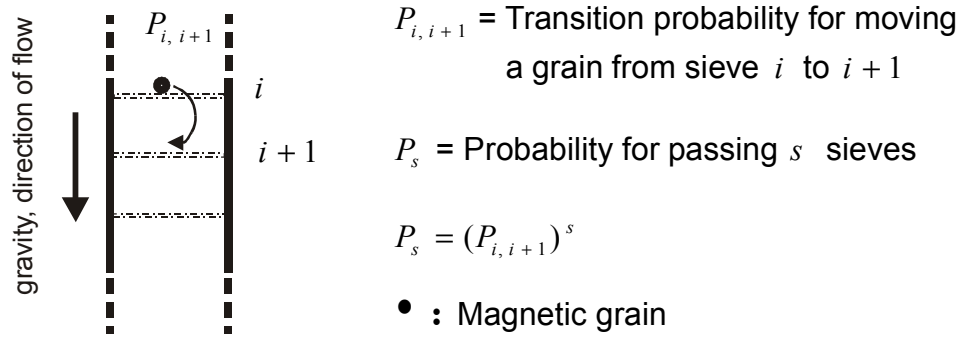 gravity, direction of flow
P_{i, i+1}
i
i + 1
P_{i, i+1} = Transition probability for moving
a grain from sieve i to i + 1
P_s = Probability for passing s sieves
P_s = (P_{i, i+1})^s
• : Magnetic grain